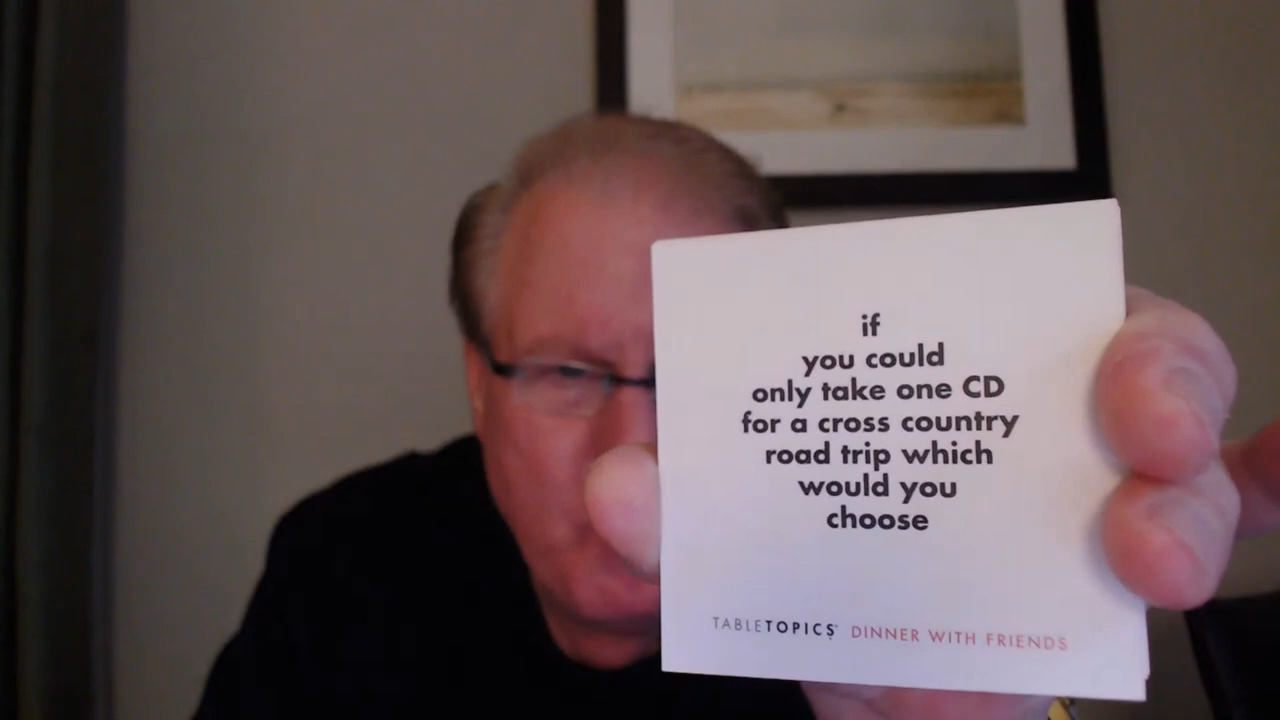 if
you could
only take one CD
for a cross country
road trip which
would you
choose
TABLETOPICS DINNER WITH FRIENDS